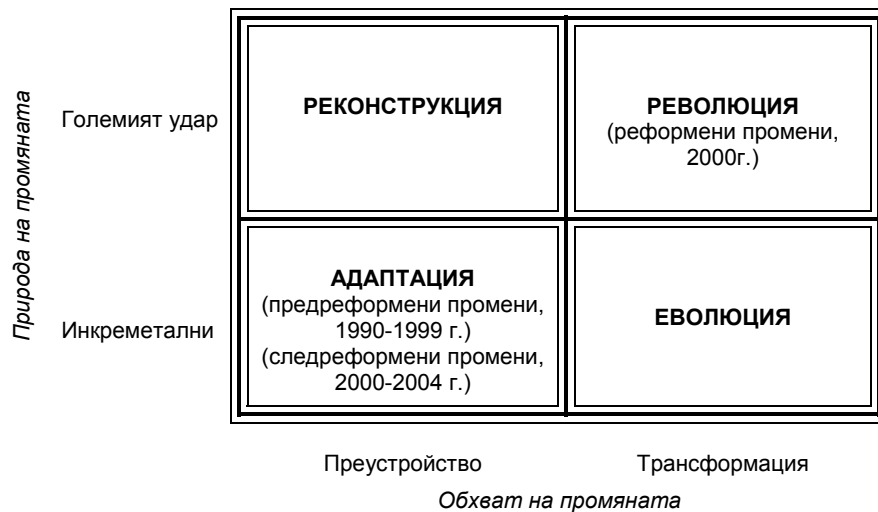 Природа на промяната
Големият удар
РЕКОНСТРУКЦИЯ
РЕВОЛЮЦИЯ
(реформени промени,
2000г.)
Инкреметални
АДАПТАЦИЯ
(предреформени промени,
1990-1999 г.)
(следреформени промени,
2000-2004 г.)
ЕВОЛЮЦИЯ
Преустройство
Трансформация
Обхват на промяната